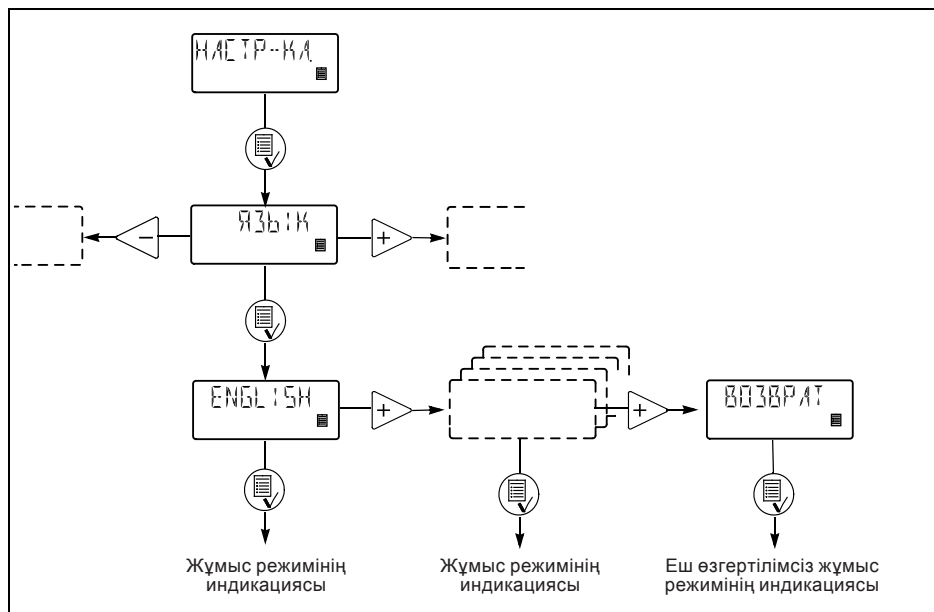 НАСТР-КА
ЯЗЫК
ENGLISH
ВОЗВРАТ
Жұмыс режимінің
индикациясы
Жұмыс режимінің
индикациясы
Еш өзгертілімсіз жұмыс
режимінің индикациясы